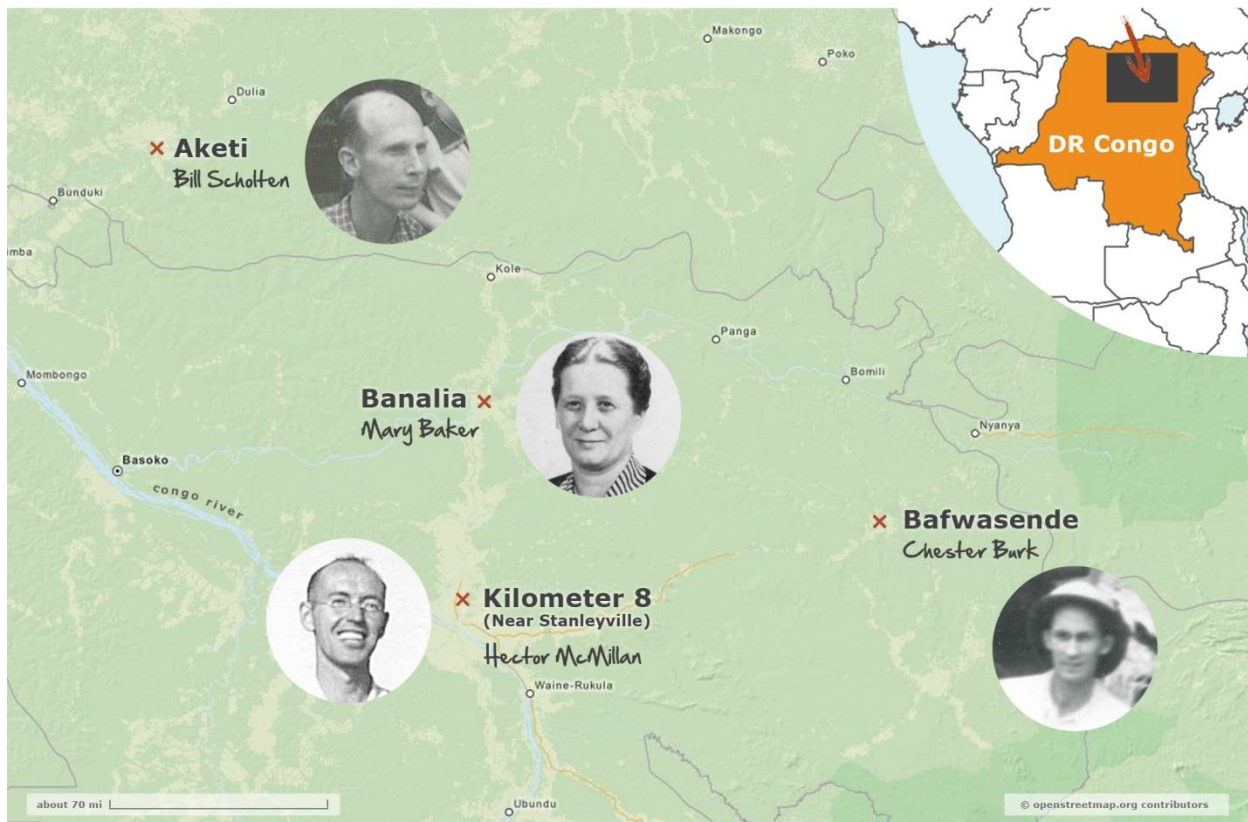 Makongo
Poko
Dulia
DR Congo
Aketi
Bill Scholten
Bunduki
mba
Kole
Panga
Mombongo
Bomili
Banalia
Mary Baker
Nyanya
Basoko
congo river
Bafwasende
Chester Burk
Kilometer 8
(Near Stanleyville)
Hector McMillan
Waine-Rukula
about 70 mi
Ubundu
© openstreetmap.org contributors